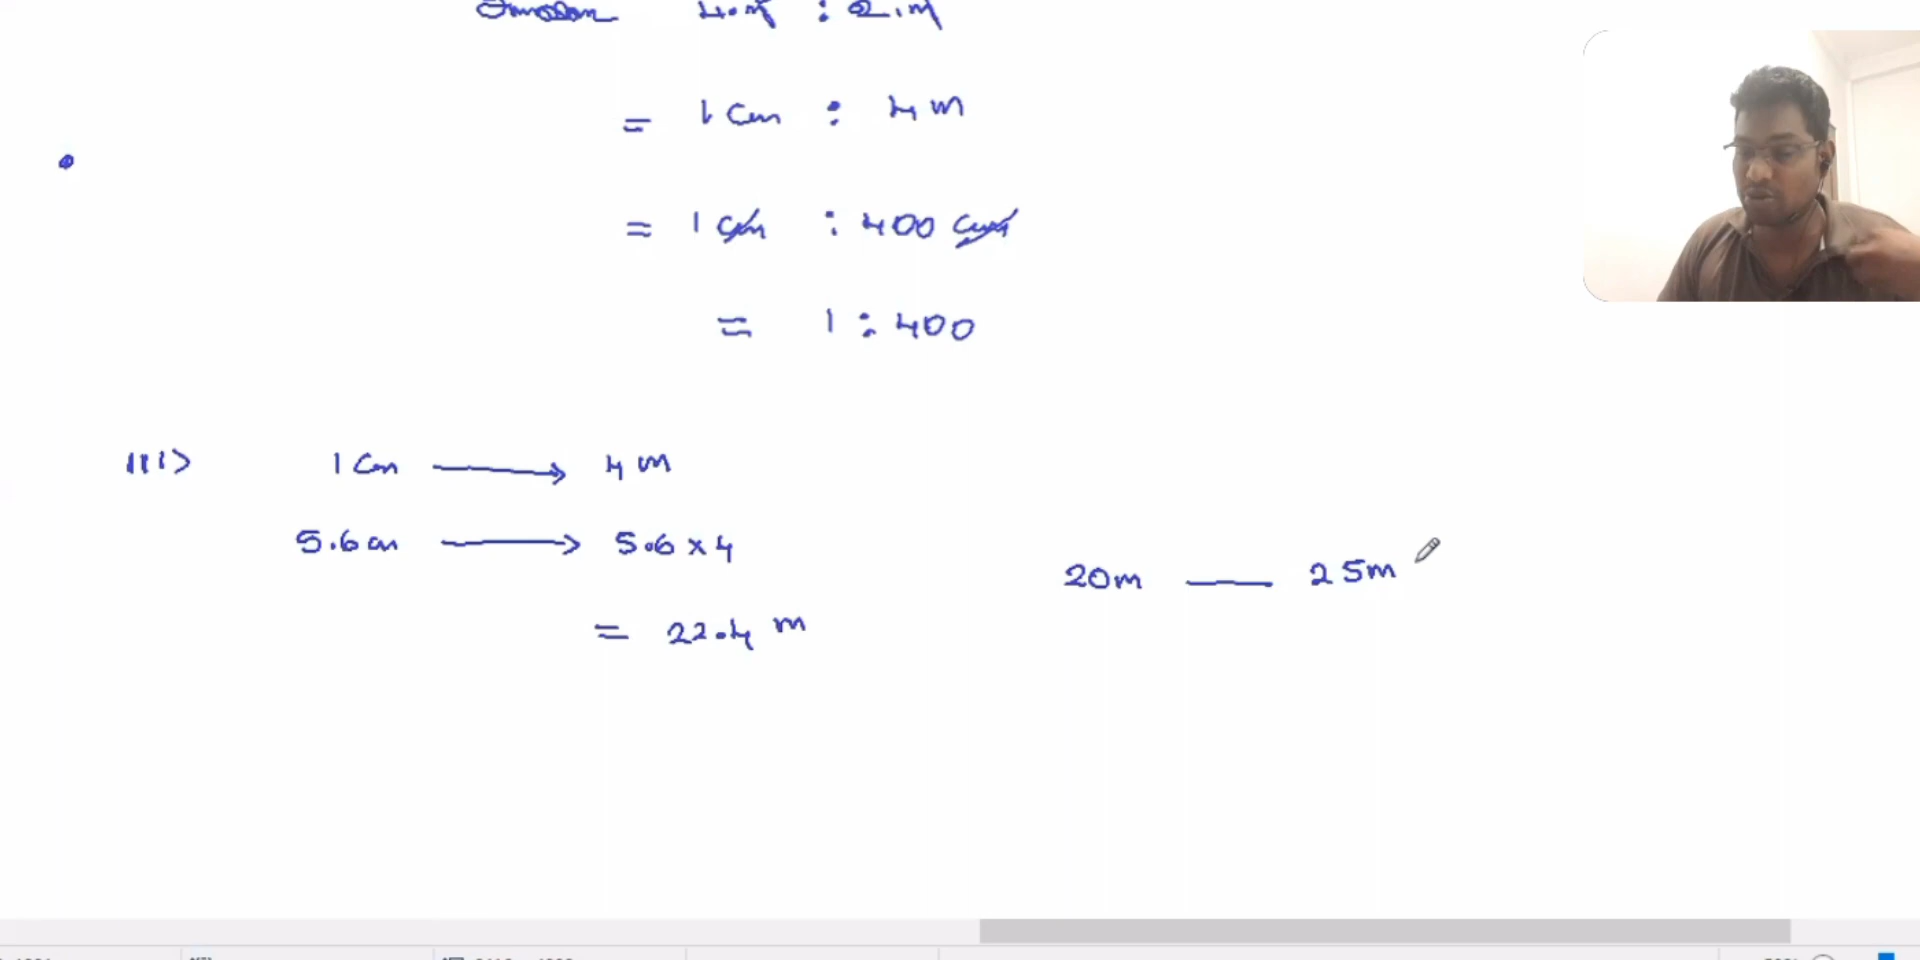 = 1 cm : 4 m
= 1 cm : 400 cm
= 1 : 400
iii> 1 cm → 4 m
5.6 cm → 5.6 x 4
= 22.4 m
20m — 25m